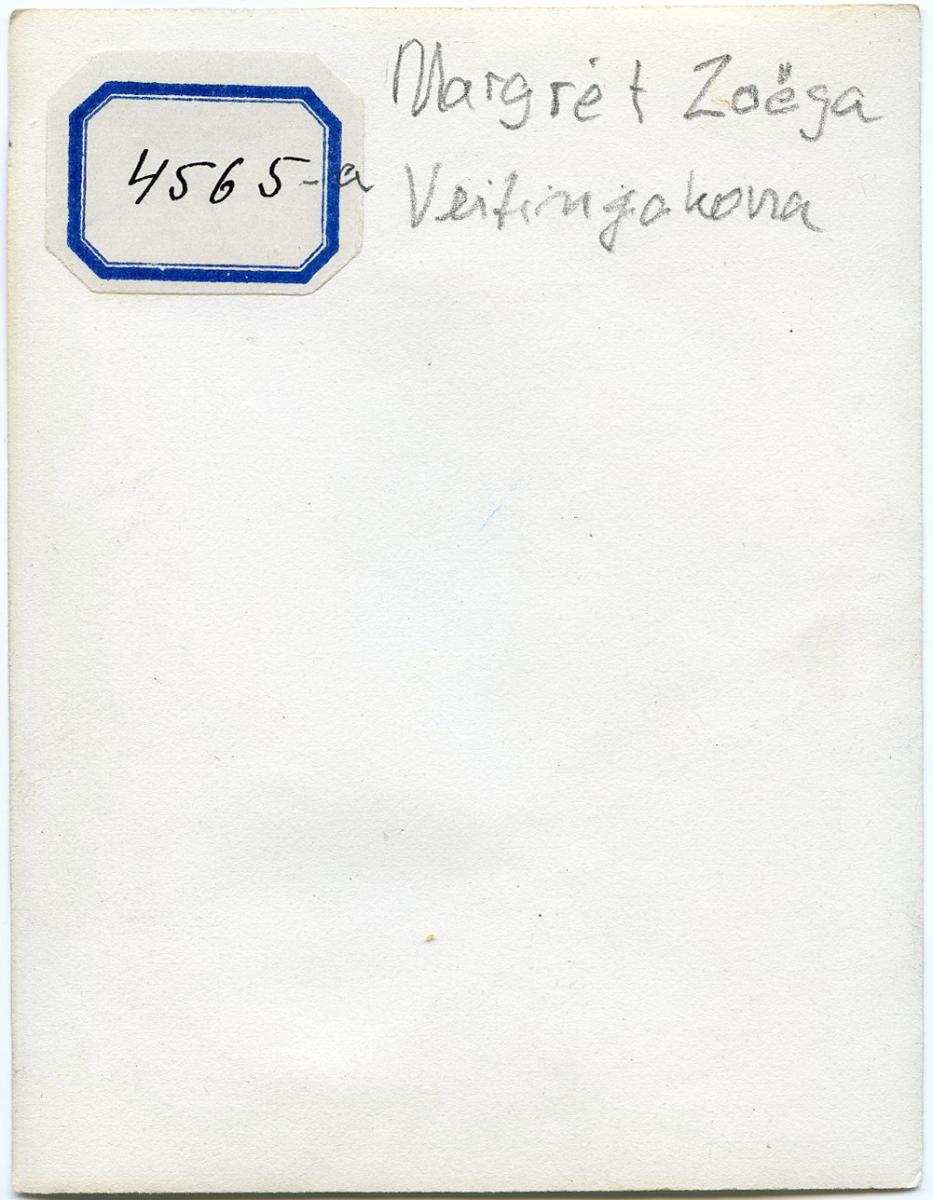 4565-a
Margrét Zoëga
Veitingakona